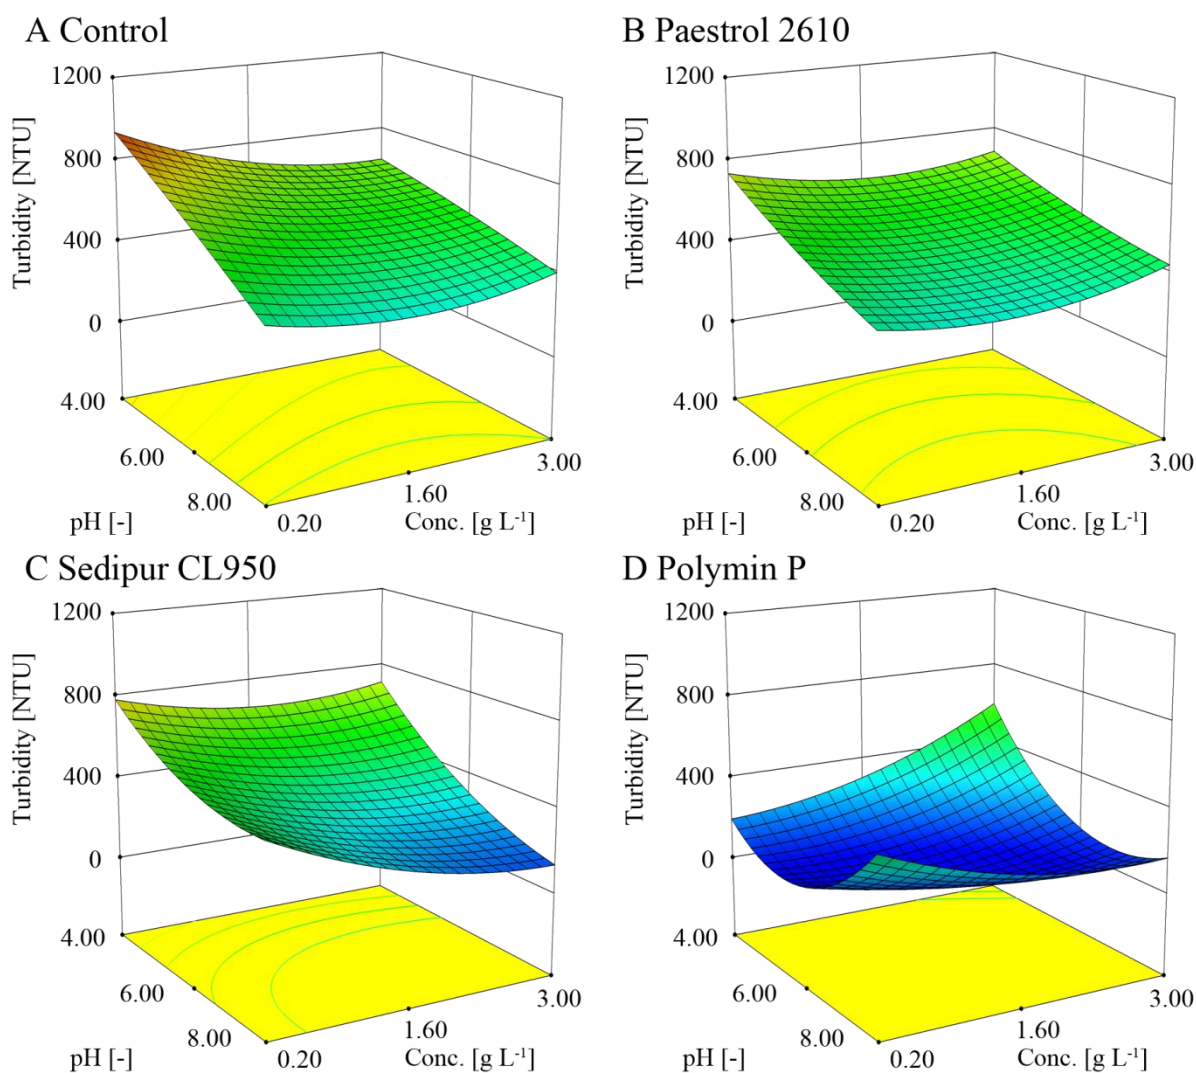 A Control
1200
800
400
0
Turbidity [NTU]
4.00
6.00
8.00
pH [-]
0.20
1.60
3.00
Conc. [g L⁻¹]
B Paestrol 2610
1200
800
400
0
Turbidity [NTU]
4.00
6.00
8.00
pH [-]
0.20
1.60
3.00
Conc. [g L⁻¹]
C Sedipur CL950
1200
800
400
0
Turbidity [NTU]
4.00
6.00
8.00
pH [-]
0.20
1.60
3.00
Conc. [g L⁻¹]
D Polymin P
1200
800
400
0
Turbidity [NTU]
4.00
6.00
8.00
pH [-]
0.20
1.60
3.00
Conc. [g L⁻¹]